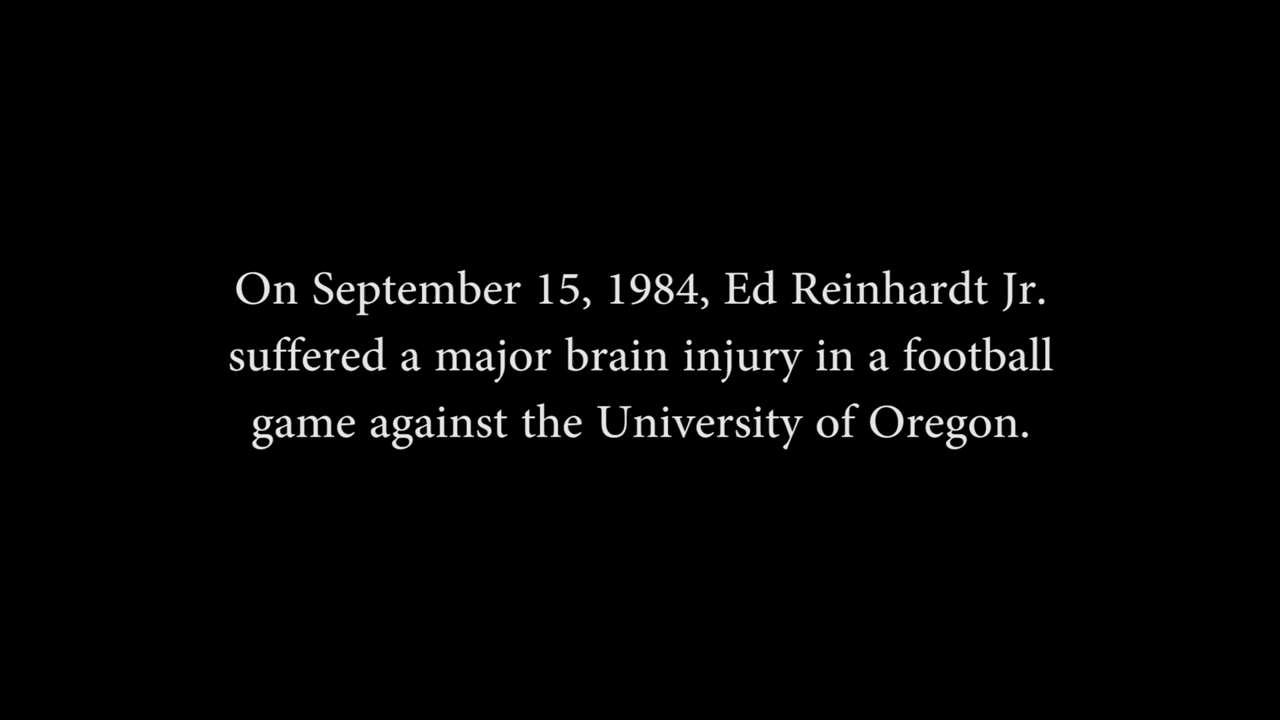 On September 15, 1984, Ed Reinhardt Jr.
suffered a major brain injury in a football
game against the University of Oregon.